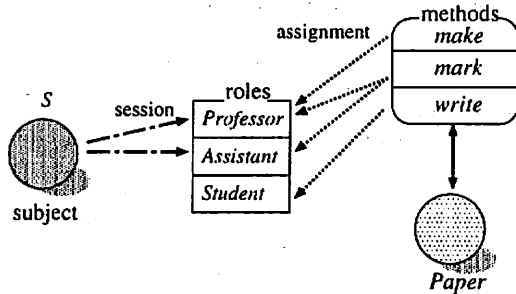 methods
assignment
make
mark
write
roles
Professor
Assistant
Student
S
session
subject
Paper